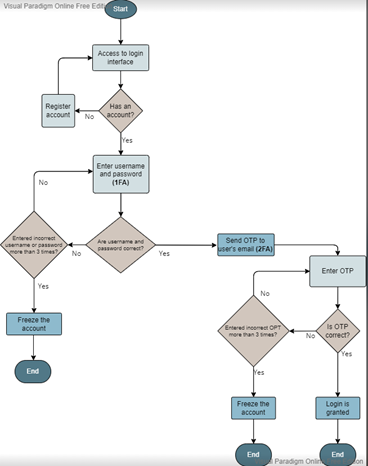 Visual Paradigm Online Free Edit
Start
Access to login
interface
Register
account
No
Has an
account?
Yes
Enter username
and password
(1FA)
No
Entered incorrect
username or password
more than 3 times?
No
Are username and
password correct?
Yes
Send OTP to
user's email (2FA)
Enter OTP
No
Yes
Entered incorrect OPT
more than 3 times?
No
Is OTP
correct?
Freeze the
account
Yes
Yes
End
Freeze the
account
Login is
granted
End
End
al Paradigm Onlin
ion